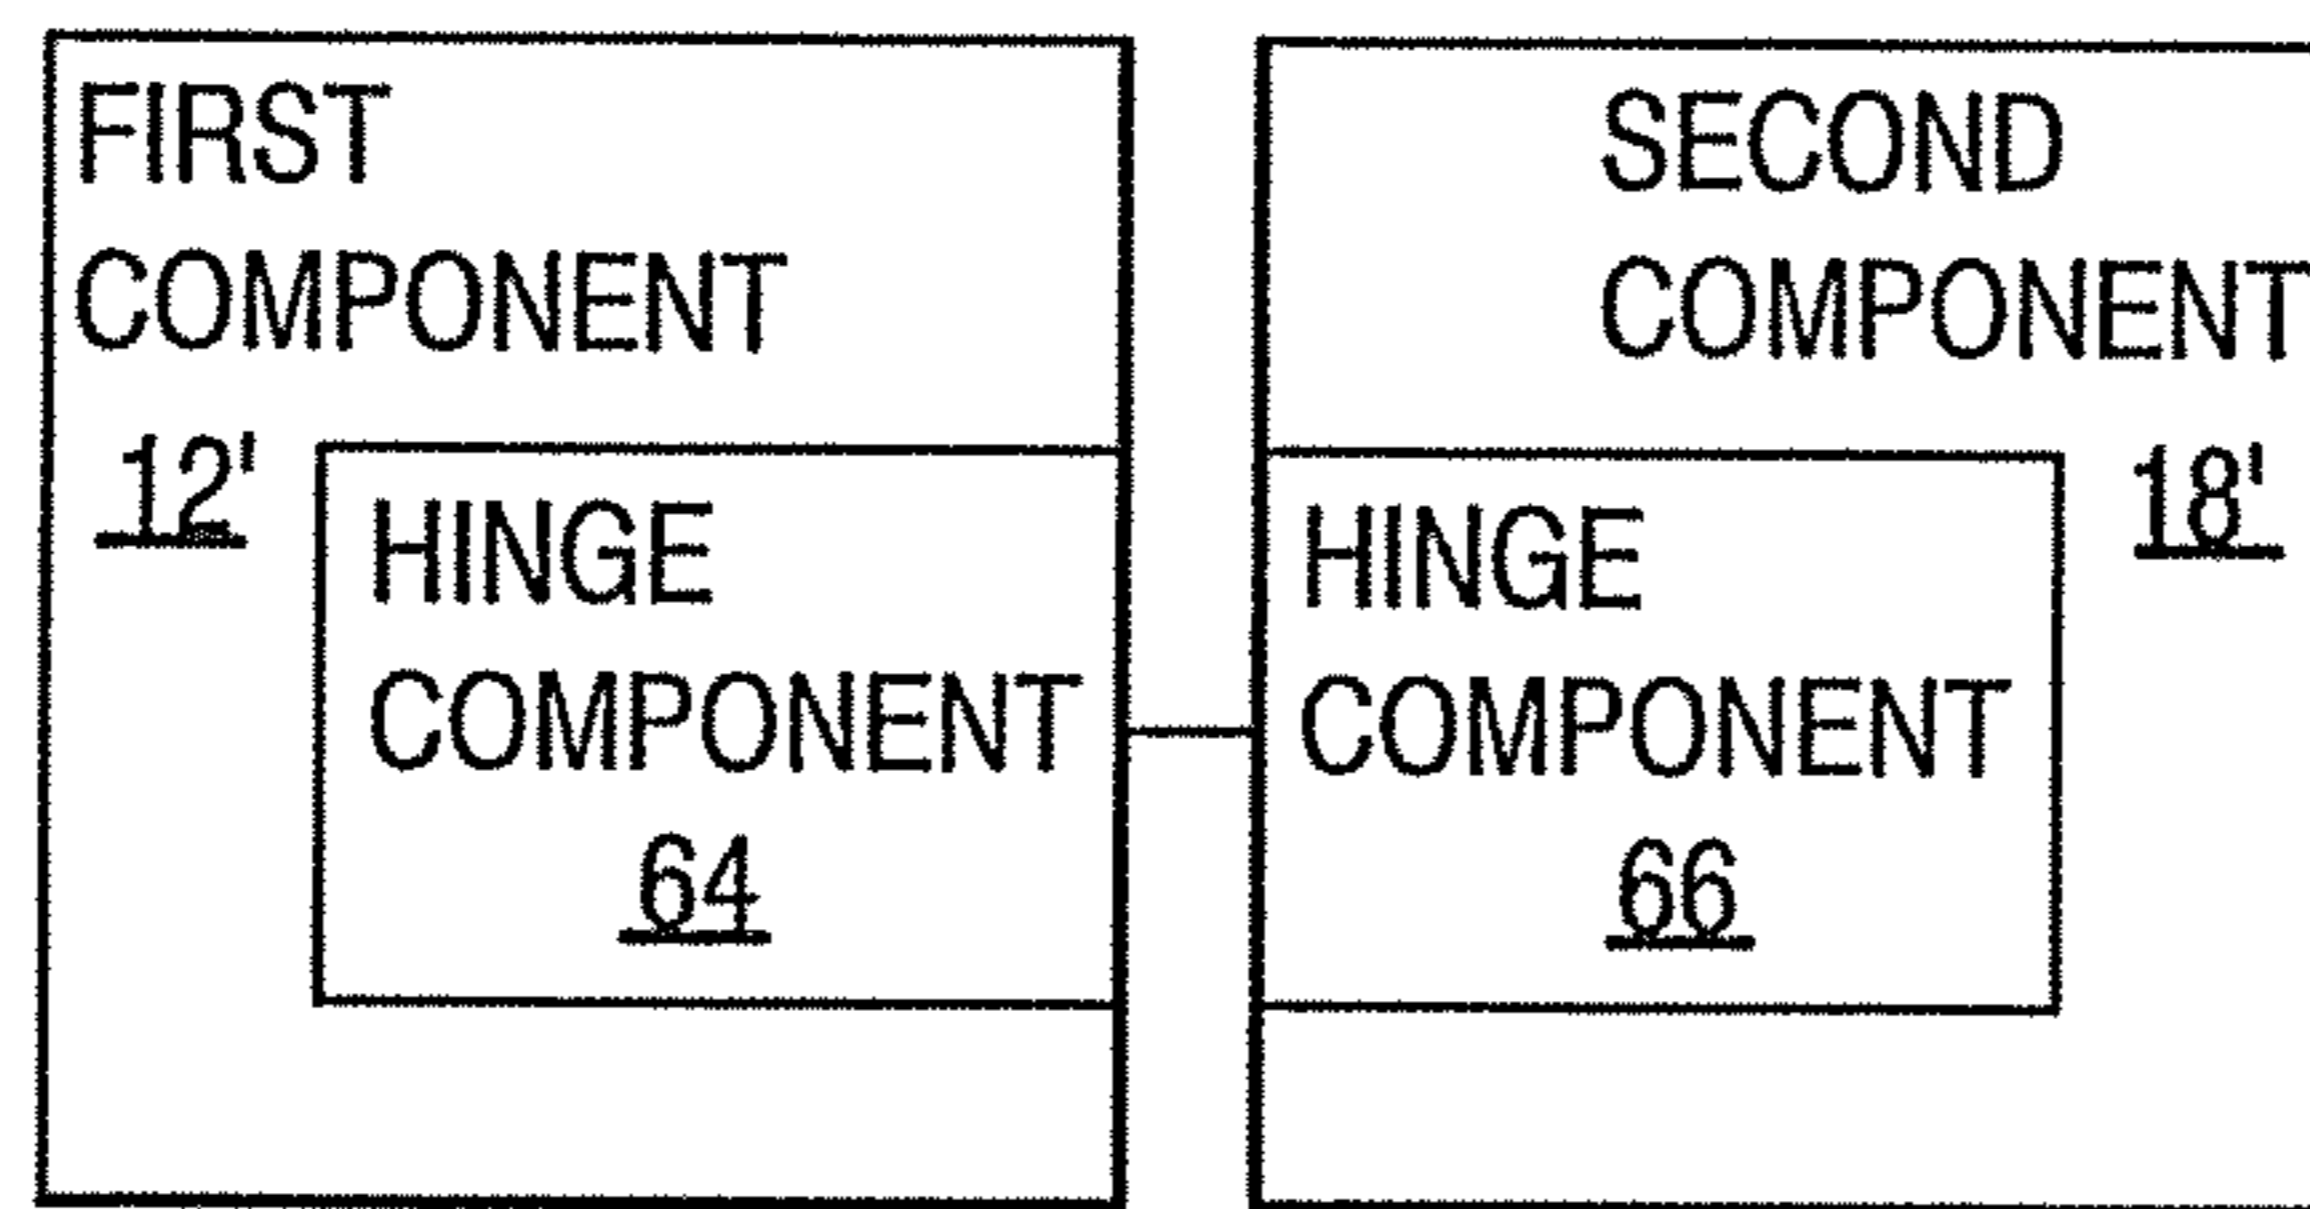 FIRST
COMPONENT
12'
HINGE
COMPONENT
64
SECOND
COMPONENT
18'
HINGE
COMPONENT
66